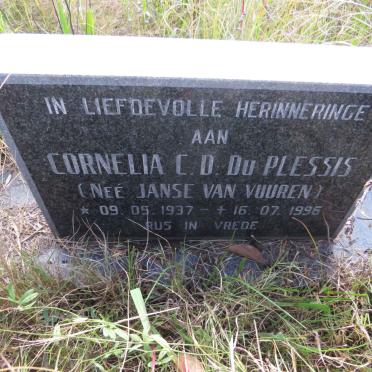 IN LIEFDEVOLLE HERINNERINGE
AAN
CORNELIA C.D. DU PLESSIS
(NEÉ JANSE VAN VUUREN)
* 09.05.1937 - + 16.07.1996
RUS IN VREDE